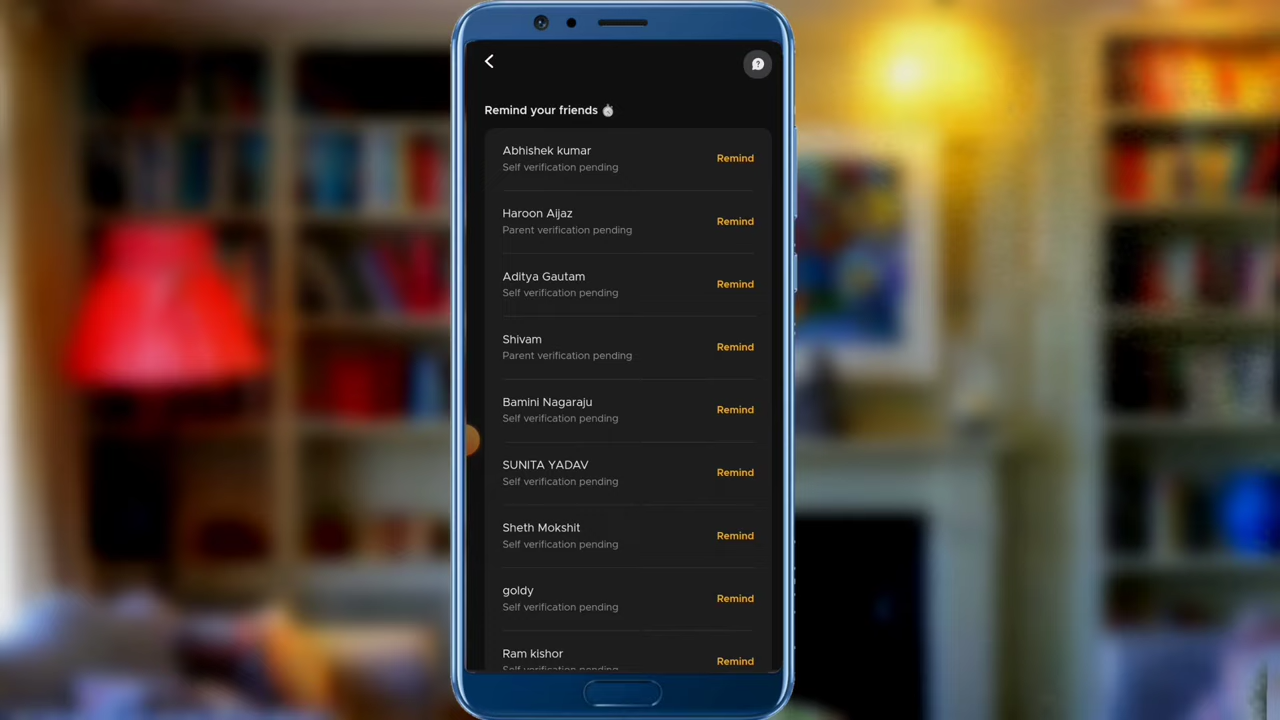 Remind your friends
Abhishek kumar
Self verification pending
Remind
Haroon Aijaz
Parent verification pending
Remind
Aditya Gautam
Self verification pending
Remind
Shivam
Parent verification pending
Remind
Bamini Nagaraju
Self verification pending
Remind
SUNITA YADAV
Self verification pending
Remind
Sheth Mokshit
Self verification pending
Remind
goldy
Self verification pending
Remind
Ram kishor
Self verification pending
Remind